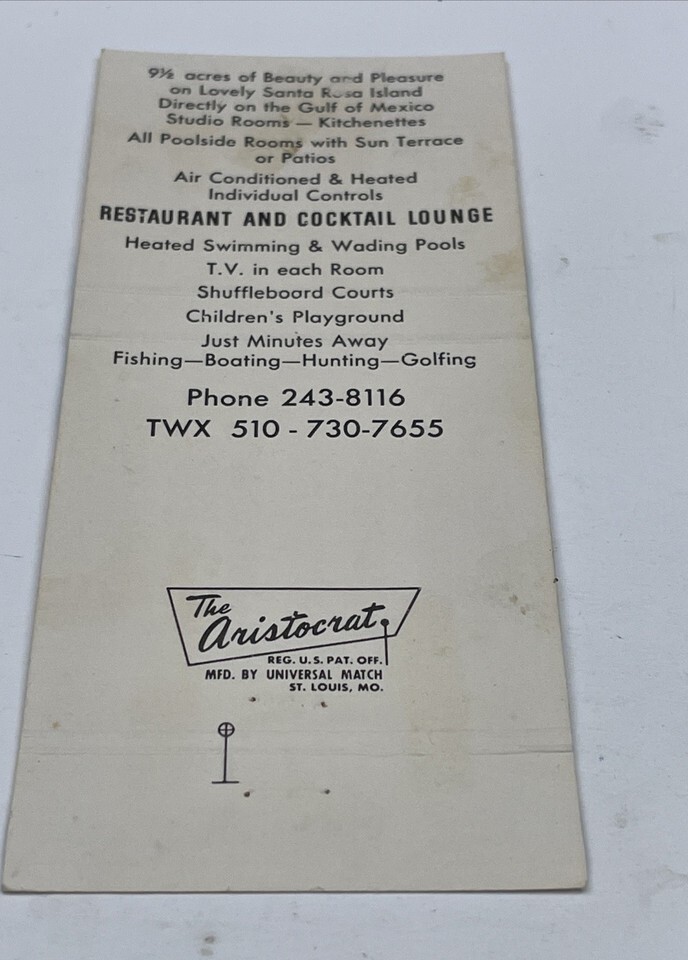 9½ acres of Beauty and Pleasure
on Lovely Santa Rosa Island
Directly on the Gulf of Mexico
Studio Rooms — Kitchenettes
All Poolside Rooms with Sun Terrace
or Patios
Air Conditioned & Heated
Individual Controls
RESTAURANT AND COCKTAIL LOUNGE
Heated Swimming & Wading Pools
T.V. in each Room
Shuffleboard Courts
Children's Playground
Just Minutes Away
Fishing—Boating—Hunting—Golfing
Phone 243-8116
TWX 510 - 730-7655
The
Aristocrat
REG. U.S. PAT. OFF.
MFD. BY UNIVERSAL MATCH
ST. LOUIS, MO.